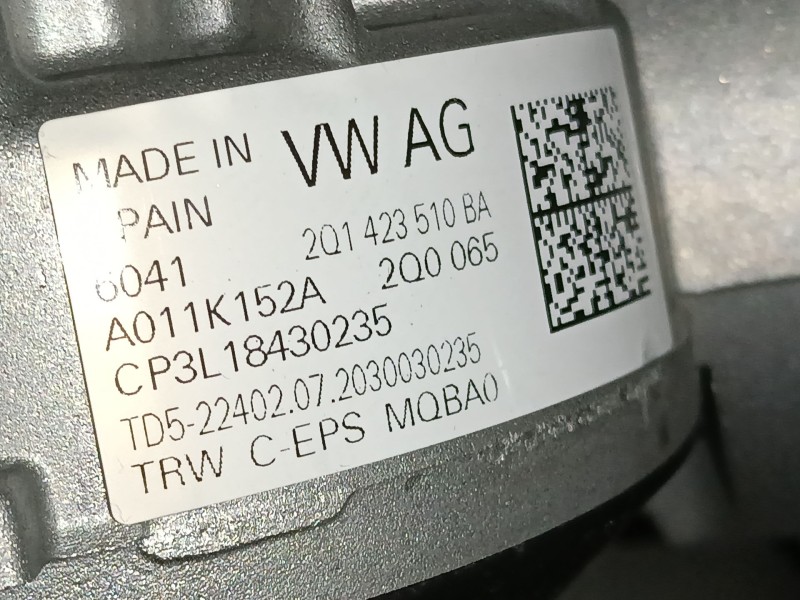 MADE IN VW AG
SPAIN
2Q1 423 510 BA
6041 2Q0 065
A011K152A
CP3L18430235
TD5-22402.07.2030030235
TRW C-EPS MQBA0